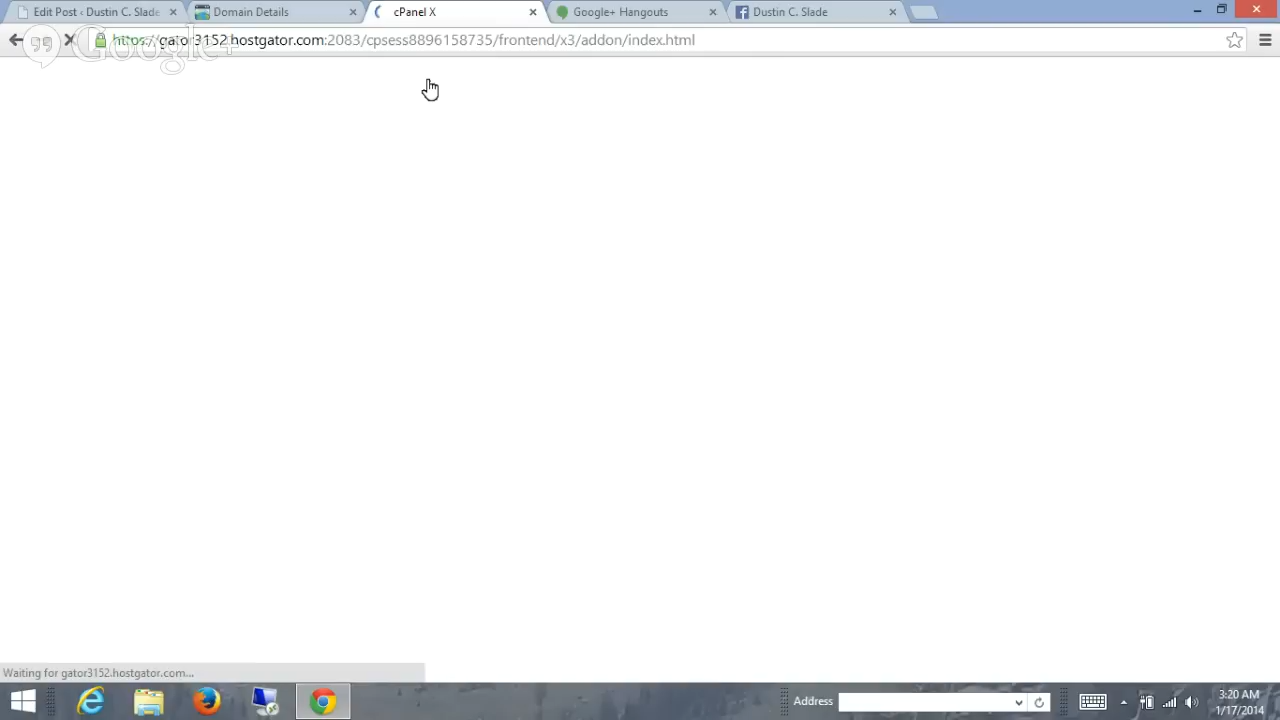 Edit Post ‹ Dustin C. Slade
Domain Details
cPanel X
Google+ Hangouts
Dustin C. Slade
https://gator3152.hostgator.com:2083/cpsess8896158735/frontend/x3/addon/index.html
Google+
Waiting for gator3152.hostgator.com...
Address
3:20 AM
1/17/2014